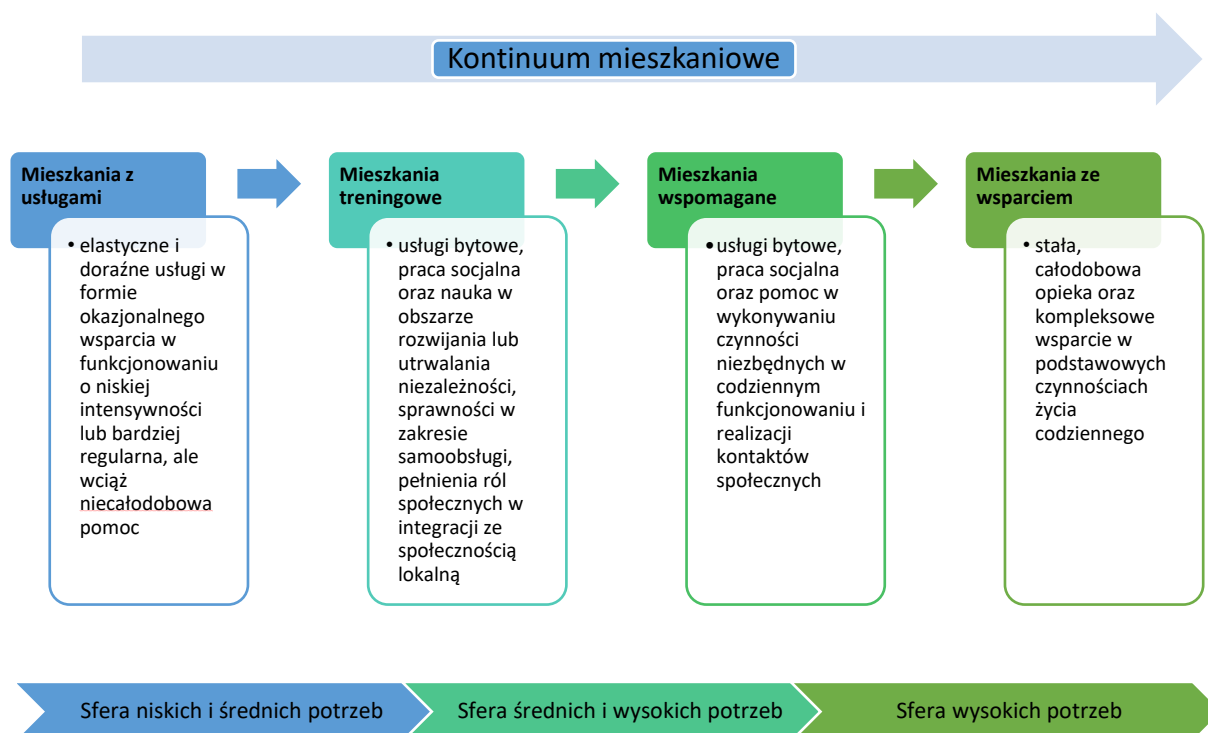 Kontinuum mieszkaniowe
Mieszkania z
usługami
• elastyczne i
doraźne usługi w
formie
okazjonalnego
wsparcia w
funkcjonowaniu
o niskiej
intensywności
lub bardziej
regularna, ale
wciąż
niecałodobowa
pomoc
Mieszkania
treningowe
• usługi bytowe,
praca socjalna
oraz nauka w
obszarze
rozwijania lub
utrwalania
niezależności,
sprawności w
zakresie
samoobsługi,
pełnienia ról
społecznych w
integracji ze
społecznością
lokalną
Mieszkania
wspomagane
•usługi bytowe,
praca socjalna
oraz pomoc w
wykonywaniu
czynności
niezbędnych w
codziennym
funkcjonowaniu i
realizacji
kontaktów
społecznych
Mieszkania ze
wsparciem
• stała,
całodobowa
opieka oraz
kompleksowe
wsparcie w
podstawowych
czynnościach
życia
codziennego
Sfera niskich i średnich potrzeb
Sfera średnich i wysokich potrzeb
Sfera wysokich potrzeb